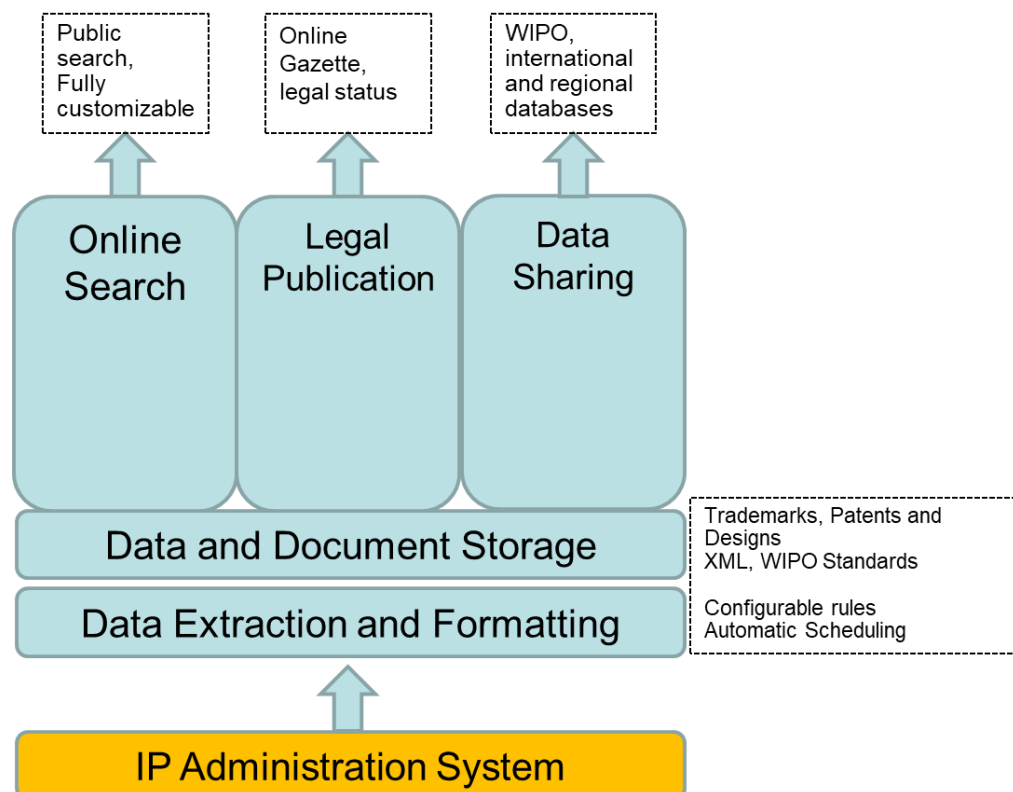 Public
search,
Fully
customizable
Online
Gazette,
legal status
WIPO,
international
and regional
databases
Online
Search
Legal
Publication
Data
Sharing
Data and Document Storage
Trademarks, Patents and
Designs
XML, WIPO Standards
Configurable rules
Automatic Scheduling
Data Extraction and Formatting
IP Administration System